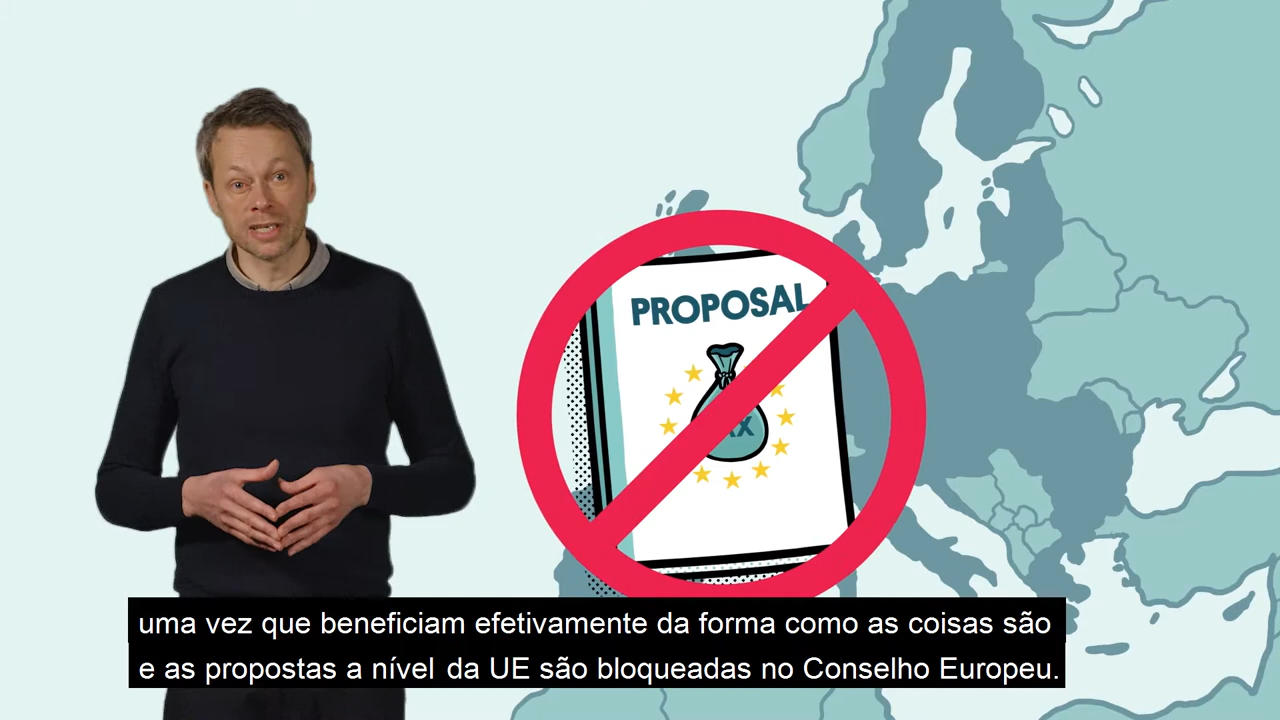 PROPOSAL
uma vez que beneficiam efetivamente da forma como as coisas são
e as propostas a nível da UE são bloqueadas no Conselho Europeu.